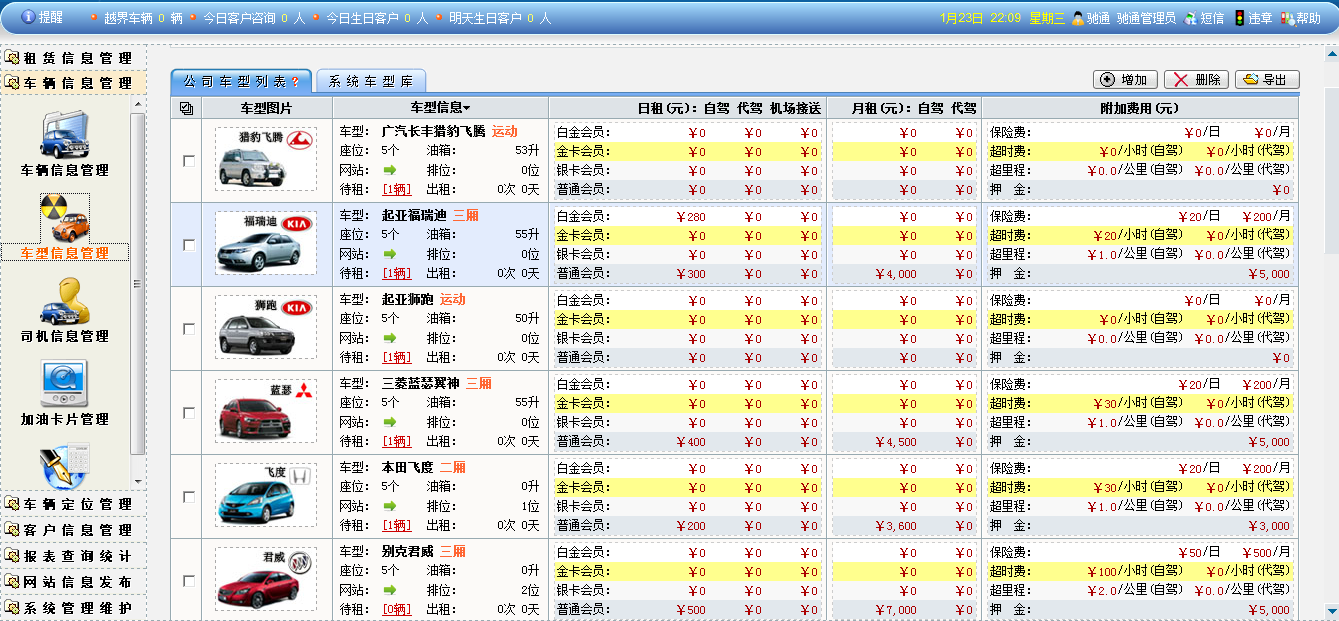 提醒 越界车辆 0 辆 今日客户咨询 0 人 今日生日客户 0 人 明天生日客户 0 人 1月23日 22:09 星期三 驰通 驰通管理员 短信 违章 帮助
租赁信息管理
车辆信息管理
车辆信息管理
车型信息管理
司机信息管理
加油卡片管理
车辆定位管理
客户信息管理
报表查询统计
网站信息发布
系统管理维护
公司车型列表? 系统车型库 增加 删除 导出
车型图片 车型信息 日租(元): 自驾 代驾 机场接送 月租(元): 自驾 代驾 附加费用(元)
猎豹飞腾
车型: 广汽长丰猎豹飞腾 运动 白金会员: ¥0 ¥0 ¥0 ¥0 ¥0 保险费: ¥0/日 ¥0/月
座位: 5个 油箱: 53升 金卡会员: ¥0 ¥0 ¥0 ¥0 ¥0 超时费: ¥0/小时(自驾) ¥0/小时(代驾)
网站: 排位: 0位 银卡会员: ¥0 ¥0 ¥0 ¥0 ¥0 超里程: ¥0.0/公里(自驾) ¥0.0/公里(代驾)
待租: [1辆] 出租: 0次 0天 普通会员: ¥0 ¥0 ¥0 ¥0 ¥0 押 金: ¥0
福瑞迪 KIA
车型: 起亚福瑞迪 三厢 白金会员: ¥280 ¥0 ¥0 ¥0 ¥0 保险费: ¥20/日 ¥200/月
座位: 5个 油箱: 55升 金卡会员: ¥0 ¥0 ¥0 ¥0 ¥0 超时费: ¥20/小时(自驾) ¥0/小时(代驾)
网站: 排位: 0位 银卡会员: ¥0 ¥0 ¥0 ¥0 ¥0 超里程: ¥1.0/公里(自驾) ¥0.0/公里(代驾)
待租: [1辆] 出租: 0次 0天 普通会员: ¥300 ¥0 ¥0 ¥4,000 ¥0 押 金: ¥5,000
狮跑 KIA
车型: 起亚狮跑 运动 白金会员: ¥0 ¥0 ¥0 ¥0 ¥0 保险费: ¥0/日 ¥0/月
座位: 5个 油箱: 50升 金卡会员: ¥0 ¥0 ¥0 ¥0 ¥0 超时费: ¥0/小时(自驾) ¥0/小时(代驾)
网站: 排位: 0位 银卡会员: ¥0 ¥0 ¥0 ¥0 ¥0 超里程: ¥0.0/公里(自驾) ¥0.0/公里(代驾)
待租: [1辆] 出租: 0次 0天 普通会员: ¥0 ¥0 ¥0 ¥0 ¥0 押 金: ¥0
蓝瑟
车型: 三菱蓝瑟翼神 三厢 白金会员: ¥0 ¥0 ¥0 ¥0 ¥0 保险费: ¥20/日 ¥200/月
座位: 5个 油箱: 55升 金卡会员: ¥0 ¥0 ¥0 ¥0 ¥0 超时费: ¥30/小时(自驾) ¥0/小时(代驾)
网站: 排位: 0位 银卡会员: ¥0 ¥0 ¥0 ¥0 ¥0 超里程: ¥1.0/公里(自驾) ¥0.0/公里(代驾)
待租: [1辆] 出租: 0次 0天 普通会员: ¥400 ¥0 ¥0 ¥4,500 ¥0 押 金: ¥5,000
飞度
车型: 本田飞度 二厢 白金会员: ¥0 ¥0 ¥0 ¥0 ¥0 保险费: ¥20/日 ¥200/月
座位: 5个 油箱: 0升 金卡会员: ¥0 ¥0 ¥0 ¥0 ¥0 超时费: ¥30/小时(自驾) ¥0/小时(代驾)
网站: 排位: 1位 银卡会员: ¥0 ¥0 ¥0 ¥0 ¥0 超里程: ¥1.0/公里(自驾) ¥0.0/公里(代驾)
待租: [1辆] 出租: 0次 0天 普通会员: ¥200 ¥0 ¥0 ¥3,600 ¥0 押 金: ¥3,000
君威
车型: 别克君威 三厢 白金会员: ¥0 ¥0 ¥0 ¥0 ¥0 保险费: ¥50/日 ¥500/月
座位: 5个 油箱: 0升 金卡会员: ¥0 ¥0 ¥0 ¥0 ¥0 超时费: ¥100/小时(自驾) ¥0/小时(代驾)
网站: 排位: 2位 银卡会员: ¥0 ¥0 ¥0 ¥0 ¥0 超里程: ¥2.0/公里(自驾) ¥0.0/公里(代驾)
待租: [0辆] 出租: 0次 0天 普通会员: ¥500 ¥0 ¥0 ¥7,000 ¥0 押 金: ¥5,000